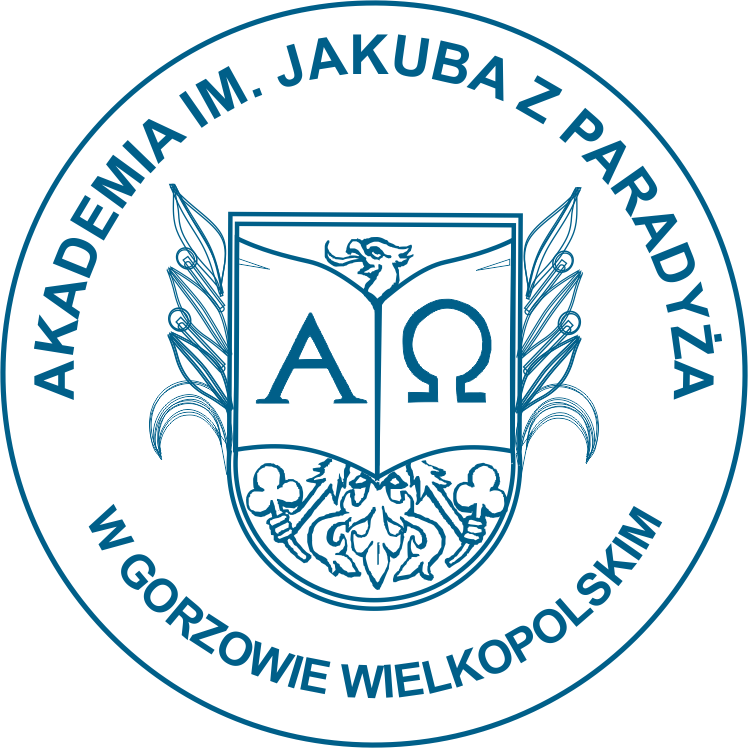 AKADEMIA IM. JAKUBA Z PARADYŻA
Α Ω
W GORZOWIE WIELKOPOLSKIM